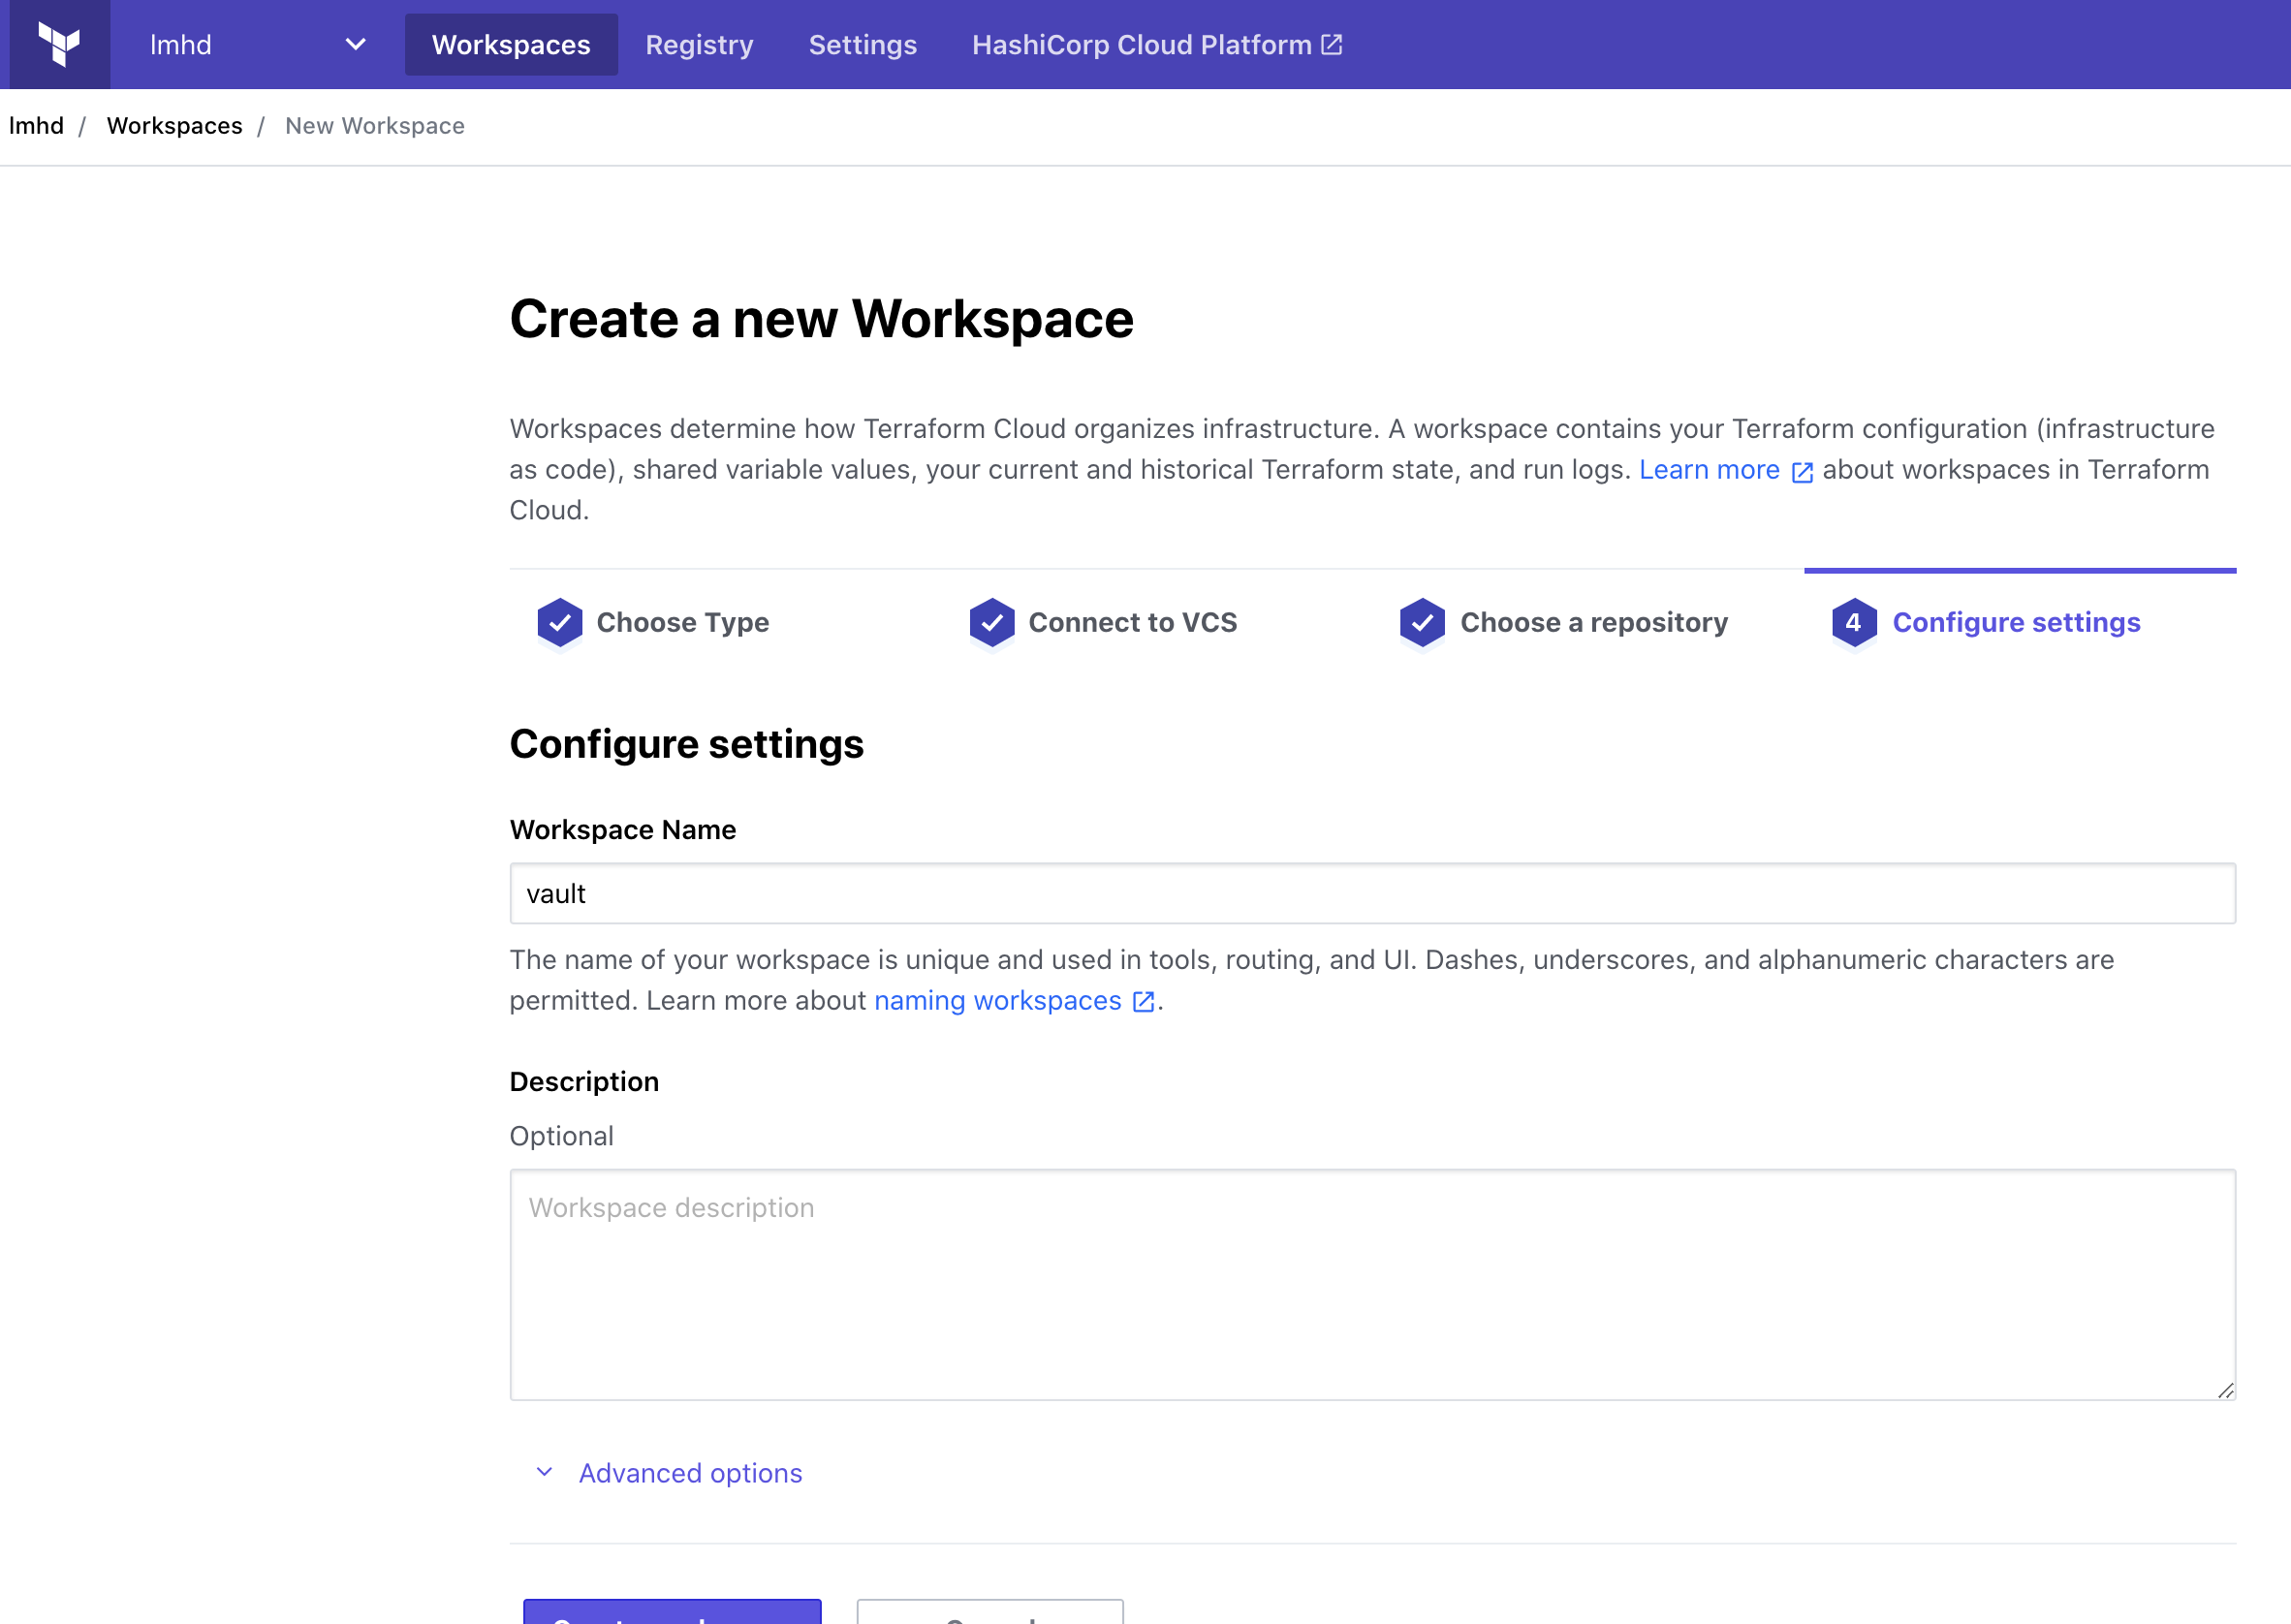 lmhd Workspaces Registry Settings HashiCorp Cloud Platform
lmhd / Workspaces / New Workspace
Create a new Workspace
Workspaces determine how Terraform Cloud organizes infrastructure. A workspace contains your Terraform configuration (infrastructure
as code), shared variable values, your current and historical Terraform state, and run logs. Learn more about workspaces in Terraform
Cloud.
Choose Type Connect to VCS Choose a repository 4 Configure settings
Configure settings
Workspace Name
vault
The name of your workspace is unique and used in tools, routing, and UI. Dashes, underscores, and alphanumeric characters are
permitted. Learn more about naming workspaces .
Description
Optional
Workspace description
Advanced options